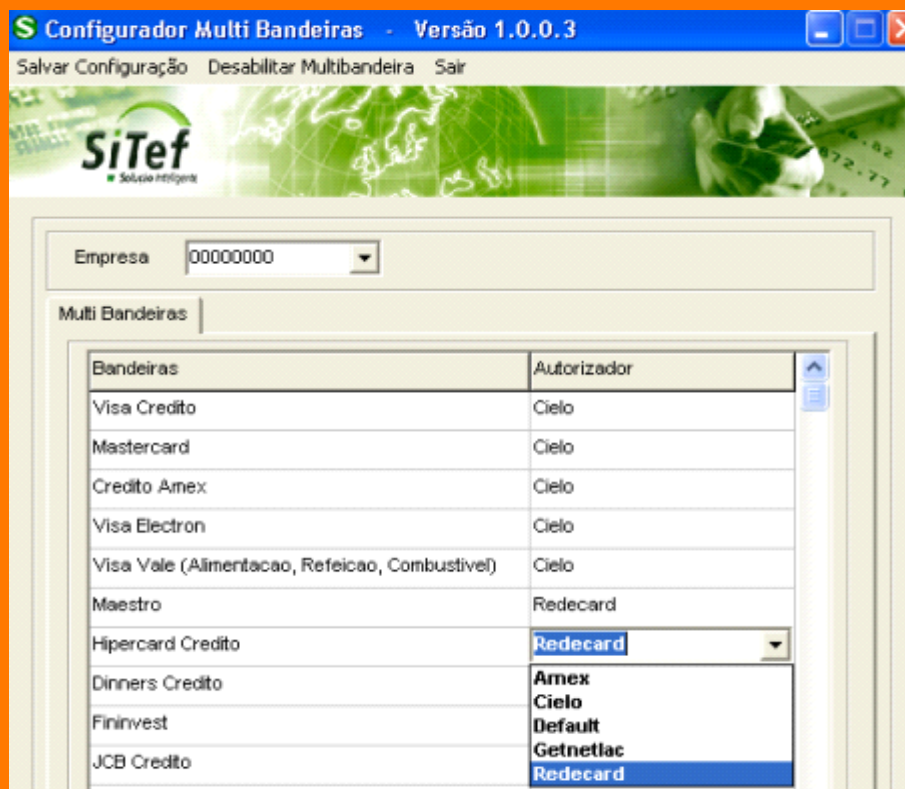 S Configurador Multi Bandeiras - Versão 1.0.0.3
Salvar Configuração Desabilitar Multibandeira Sair
SiTef
Solucao Inteligente
Empresa 00000000
Multi Bandeiras
Bandeiras Autorizador
Visa Credito Cielo
Mastercard Cielo
Credito Amex Cielo
Visa Electron Cielo
Visa Vale (Alimentacao, Refeicao, Combustivel) Cielo
Maestro Redecard
Hipercard Credito Redecard
Dinners Credito Amex
Cielo
Fininvest Default
Getnetlac
JCB Credito Redecard